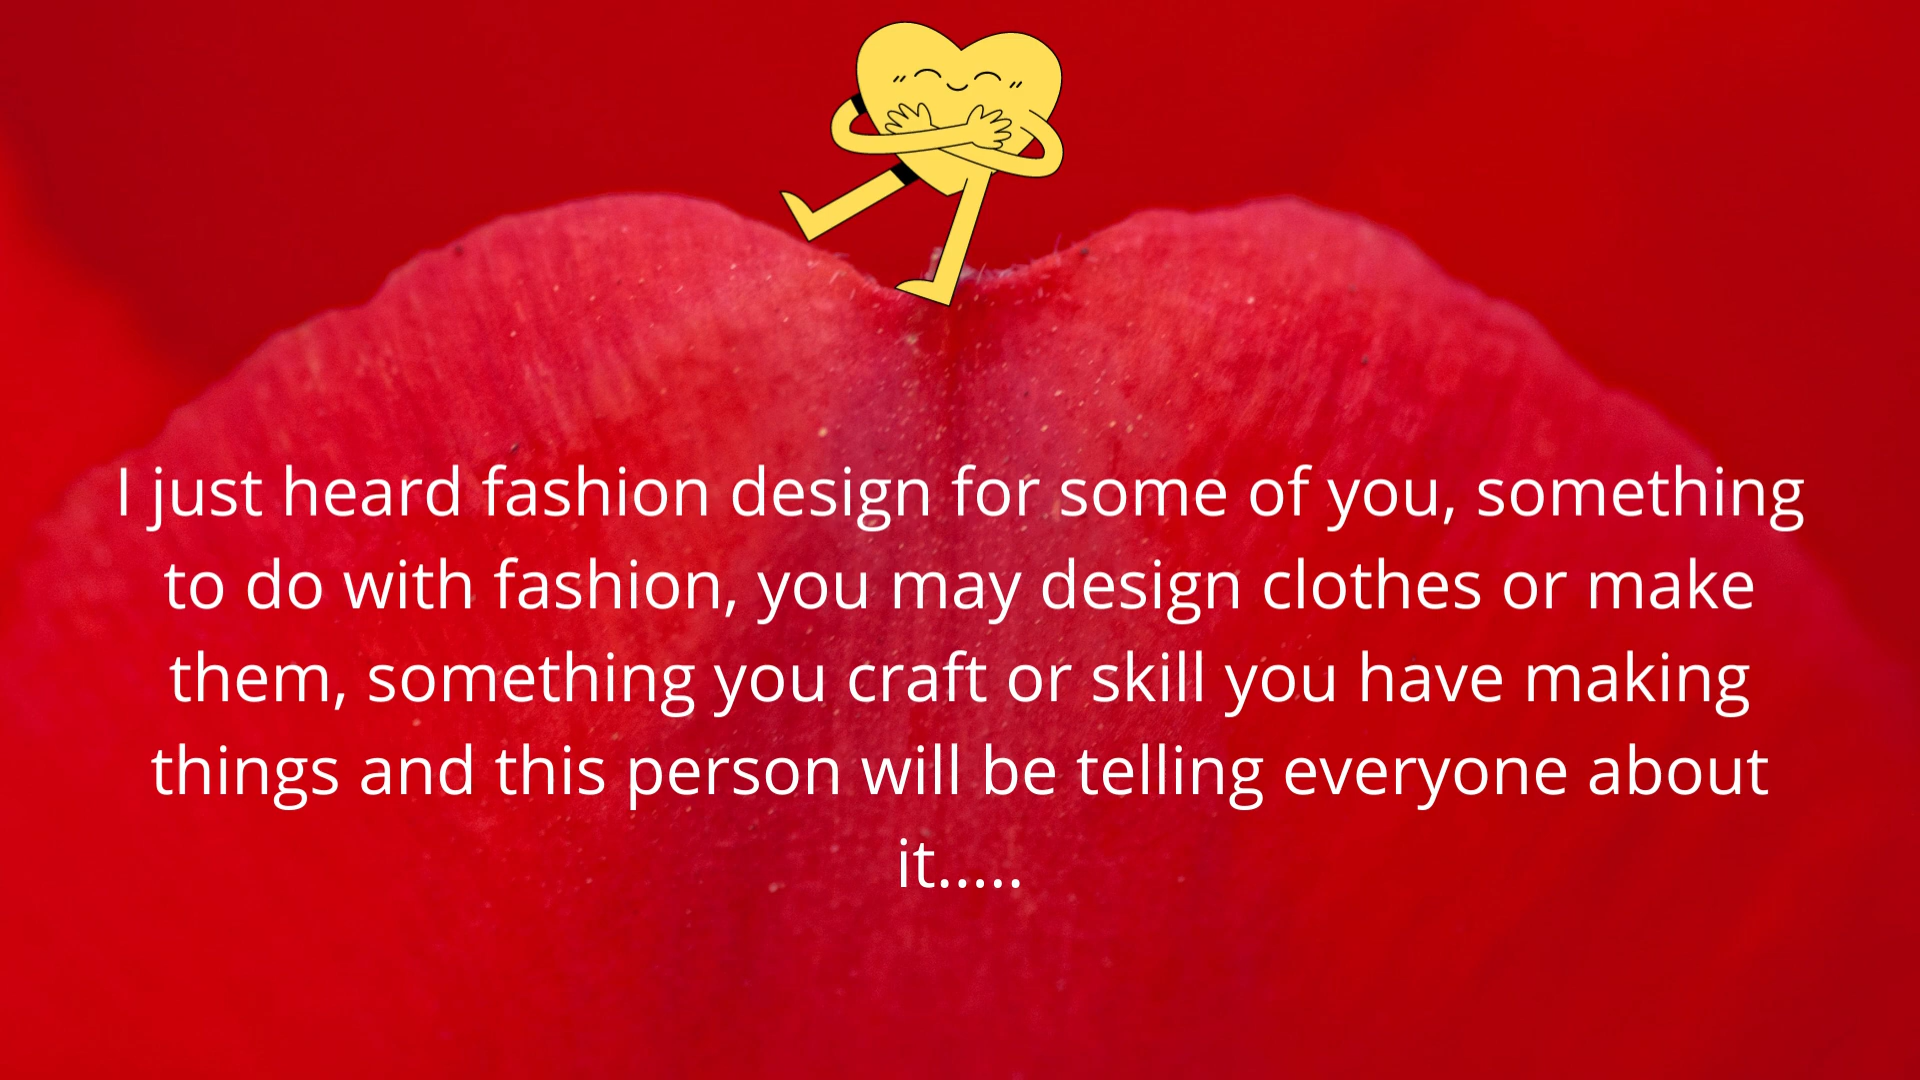 I just heard fashion design for some of you, something
to do with fashion, you may design clothes or make
them, something you craft or skill you have making
things and this person will be telling everyone about
it.....